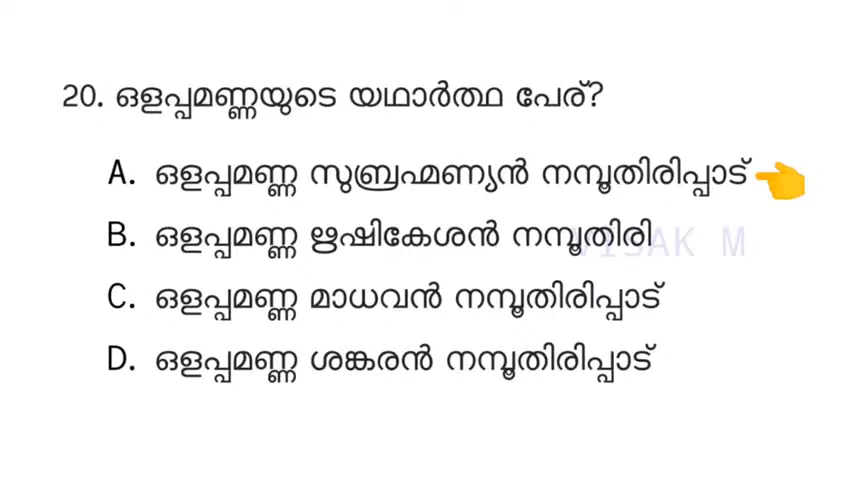 20. ഒളപ്പമണ്ണയുടെ യഥാർത്ഥ പേര്?
A. ഒളപ്പമണ്ണ സുബ്രഹ്മണ്യൻ നമ്പൂതിരിപ്പാട്
B. ഒളപ്പമണ്ണ ഋഷികേശൻ നമ്പൂതിരി
C. ഒളപ്പമണ്ണ മാധവൻ നമ്പൂതിരിപ്പാട്
D. ഒളപ്പമണ്ണ ശങ്കരൻ നമ്പൂതിരിപ്പാട്